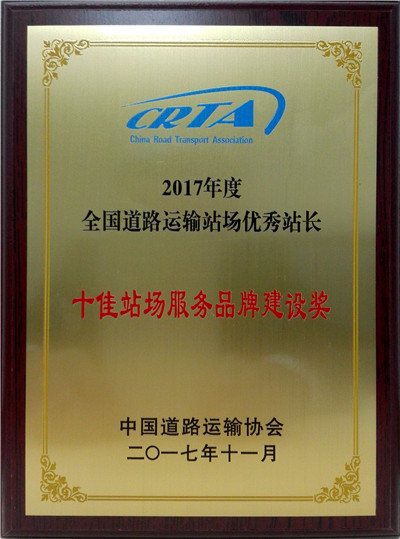 CRTA
China Road Transport Association
2017年度
全国道路运输站场优秀站长
十佳站场服务品牌建设奖
中国道路运输协会
二〇一七年十一月